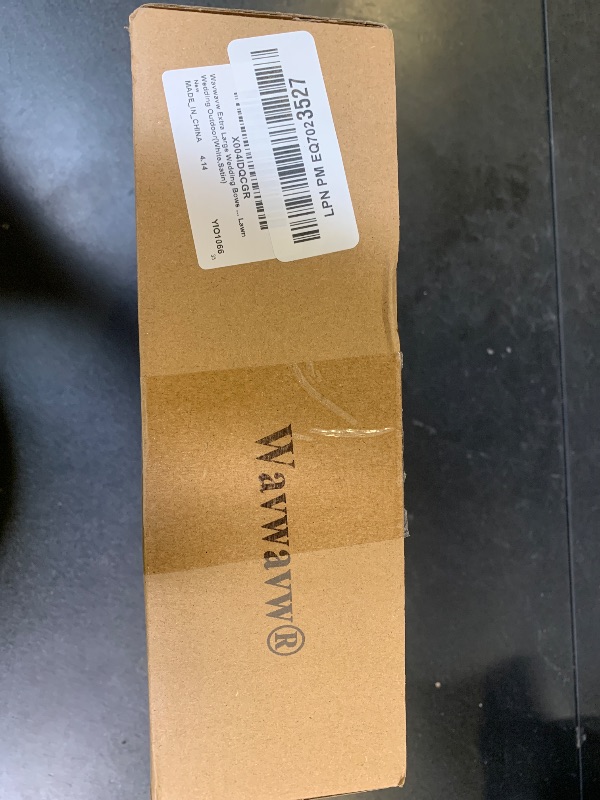 LPN PM EQ7023527
X004IDQCGR
Wavwavw Extra Large Wedding Bows ... Lawn
Wedding Outdoor(White,Satin)
New
MADE_IN_CHINA 4.14
YIO1066
Wavwavw®